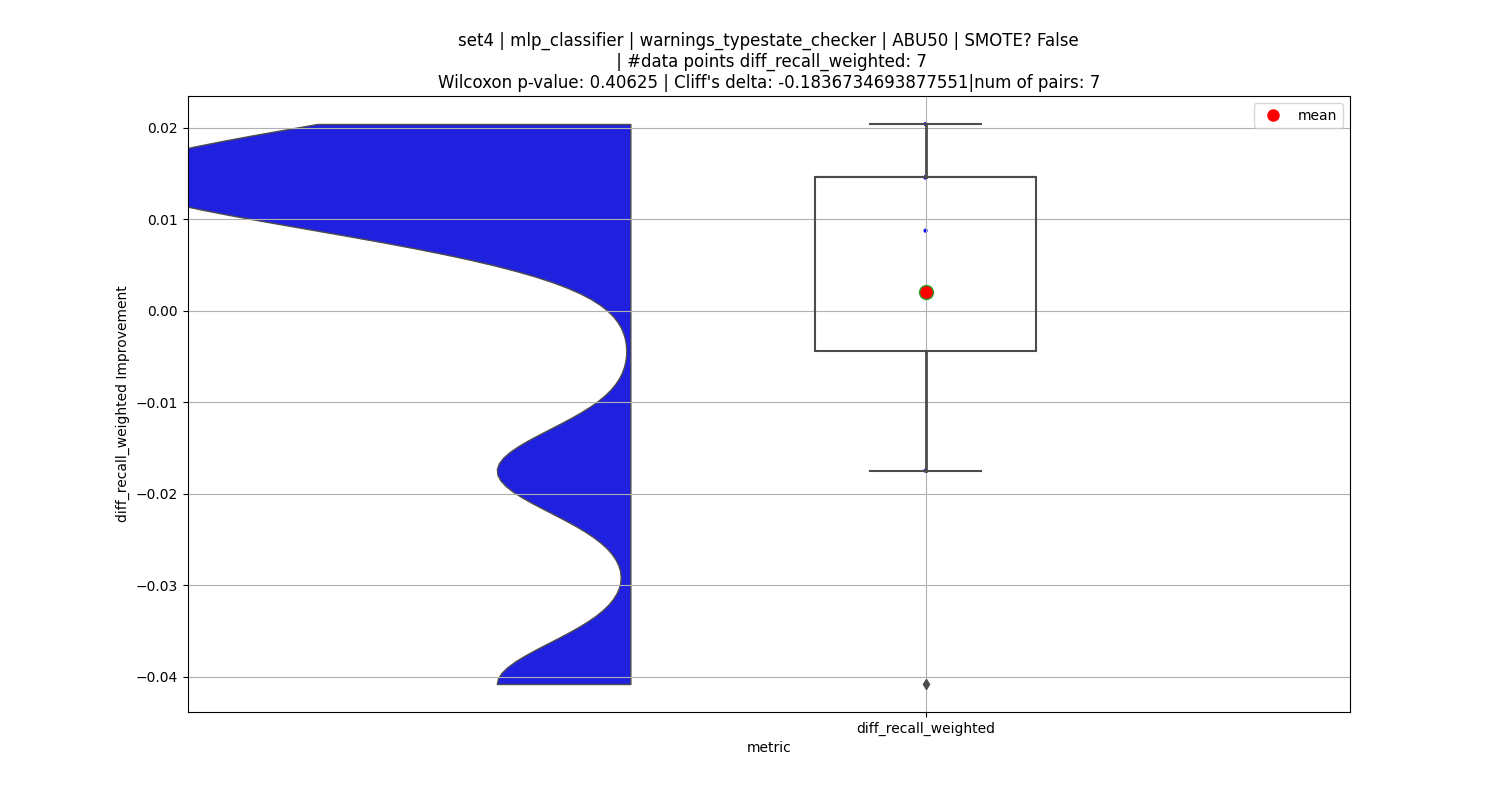 set4 | mlp_classifier | warnings_typestate_checker | ABU50 | SMOTE? False
| #data points diff_recall_weighted: 7
Wilcoxon p-value: 0.40625 | Cliff's delta: -0.1836734693877551|num of pairs: 7
mean
0.02
0.01
0.00
−0.01
−0.02
−0.03
−0.04
diff_recall_weighted Improvement
diff_recall_weighted
metric